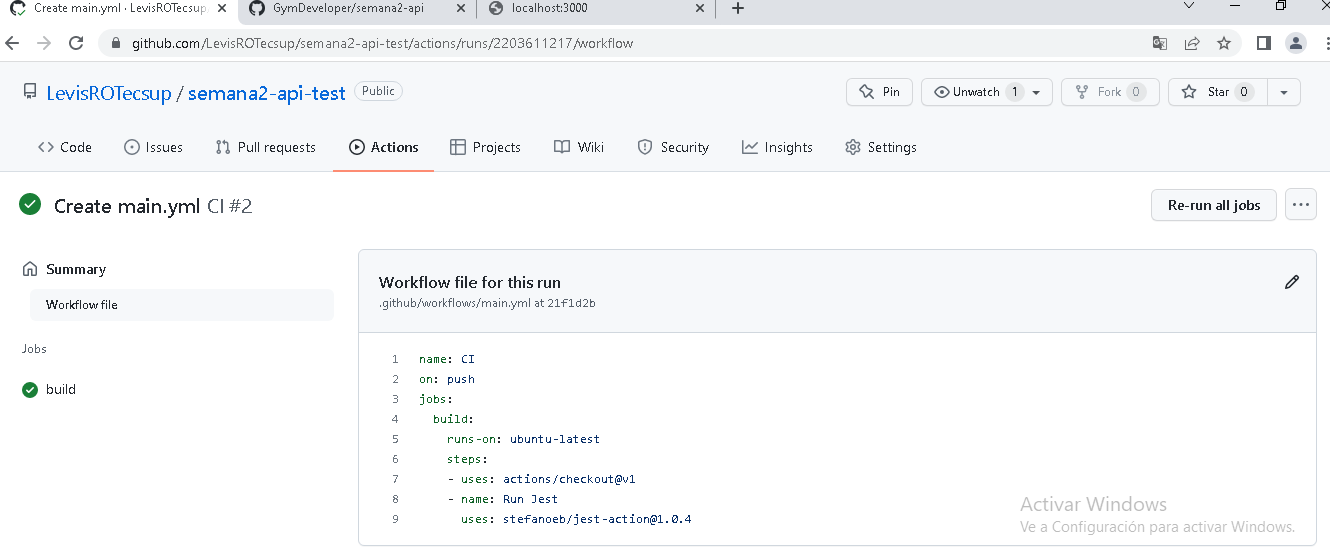 Create main.yml · LevisROTecsup
GymDeveloper/semana2-api
localhost:3000
github.com/LevisROTecsup/semana2-api-test/actions/runs/2203611217/workflow
LevisROTecsup / semana2-api-test Public
Pin
Unwatch 1
Fork 0
Star 0
Code
Issues
Pull requests
Actions
Projects
Wiki
Security
Insights
Settings
Create main.yml CI #2
Re-run all jobs
Summary
Workflow file
Jobs
build
Workflow file for this run
.github/workflows/main.yml at 21f1d2b
1 name: CI
2 on: push
3 jobs:
4 build:
5 runs-on: ubuntu-latest
6 steps:
7 - uses: actions/checkout@v1
8 - name: Run Jest
9 uses: stefanoeb/jest-action@1.0.4
Activar Windows
Ve a Configuración para activar Windows.